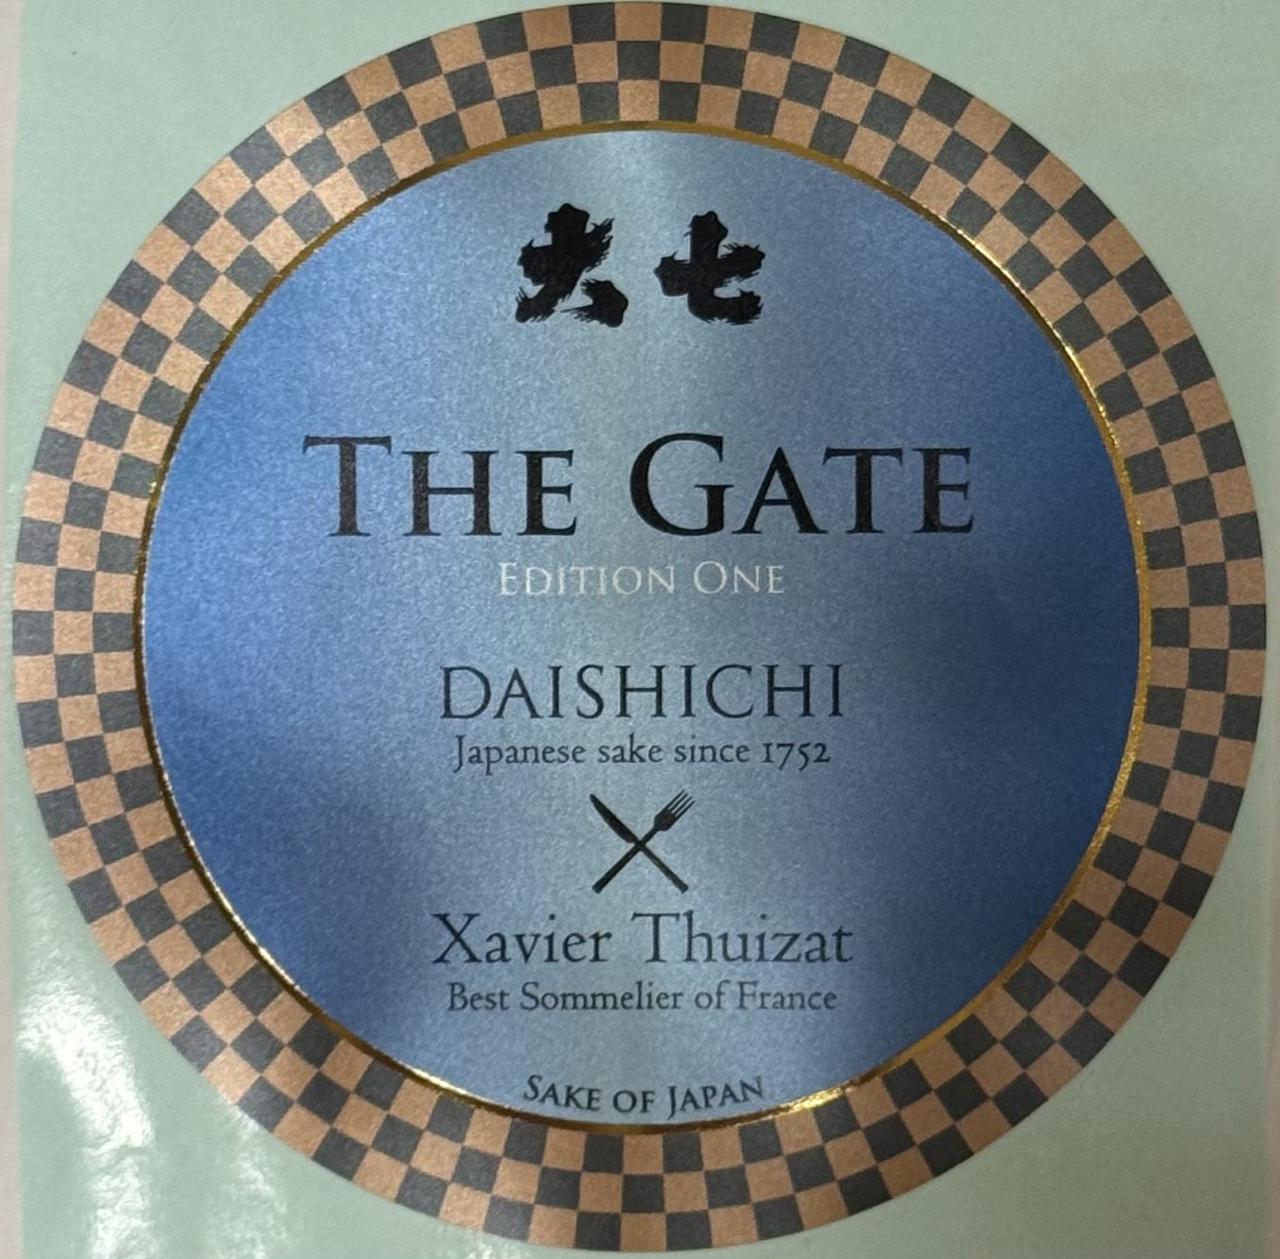 大七
THE GATE
EDITION ONE
DAISHICHI
Japanese sake since 1752
Xavier Thuizat
Best Sommelier of France
SAKE OF JAPAN